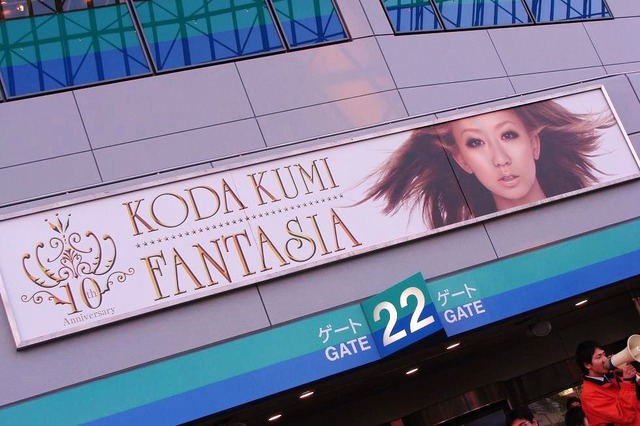 KODA KUMI
FANTASIA
10th
Anniversary
ゲート
GATE
22
ゲート
GATE